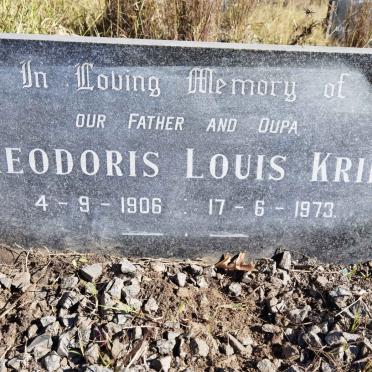 In Loving Memory of
OUR FATHER AND OUPA
EODORIS LOUIS KRI
4 - 9 - 1906 : 17 - 6 - 1973.